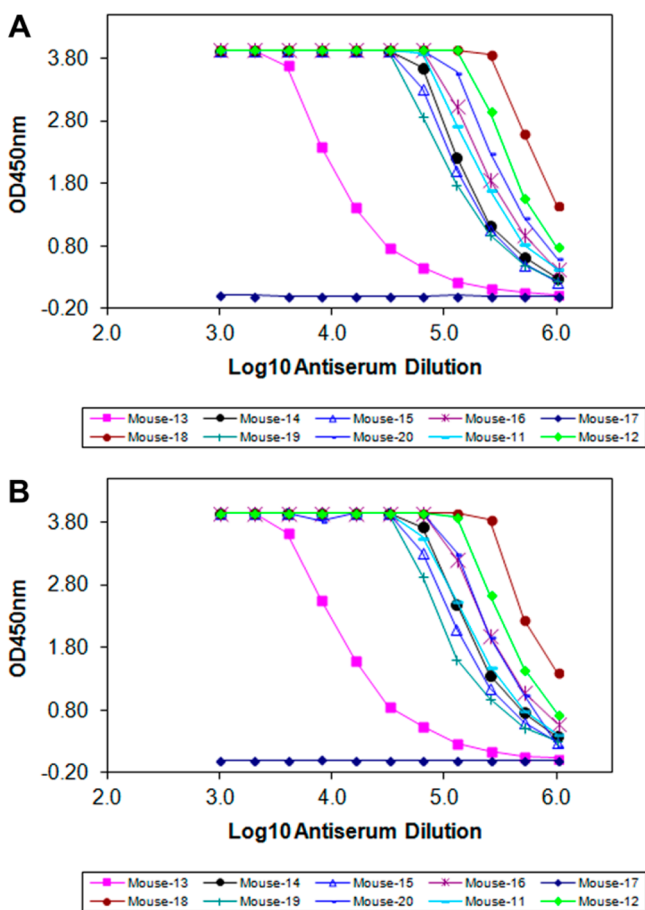 A
OD450nm
3.80
2.80
1.80
0.80
-0.20
2.0 3.0 4.0 5.0 6.0
Log10 Antiserum Dilution
Mouse-13 Mouse-14 Mouse-15 Mouse-16 Mouse-17
Mouse-18 Mouse-19 Mouse-20 Mouse-11 Mouse-12
B
OD450nm
3.80
2.80
1.80
0.80
-0.20
2.0 3.0 4.0 5.0 6.0
Log10 Antiserum Dilution
Mouse-13 Mouse-14 Mouse-15 Mouse-16 Mouse-17
Mouse-18 Mouse-19 Mouse-20 Mouse-11 Mouse-12